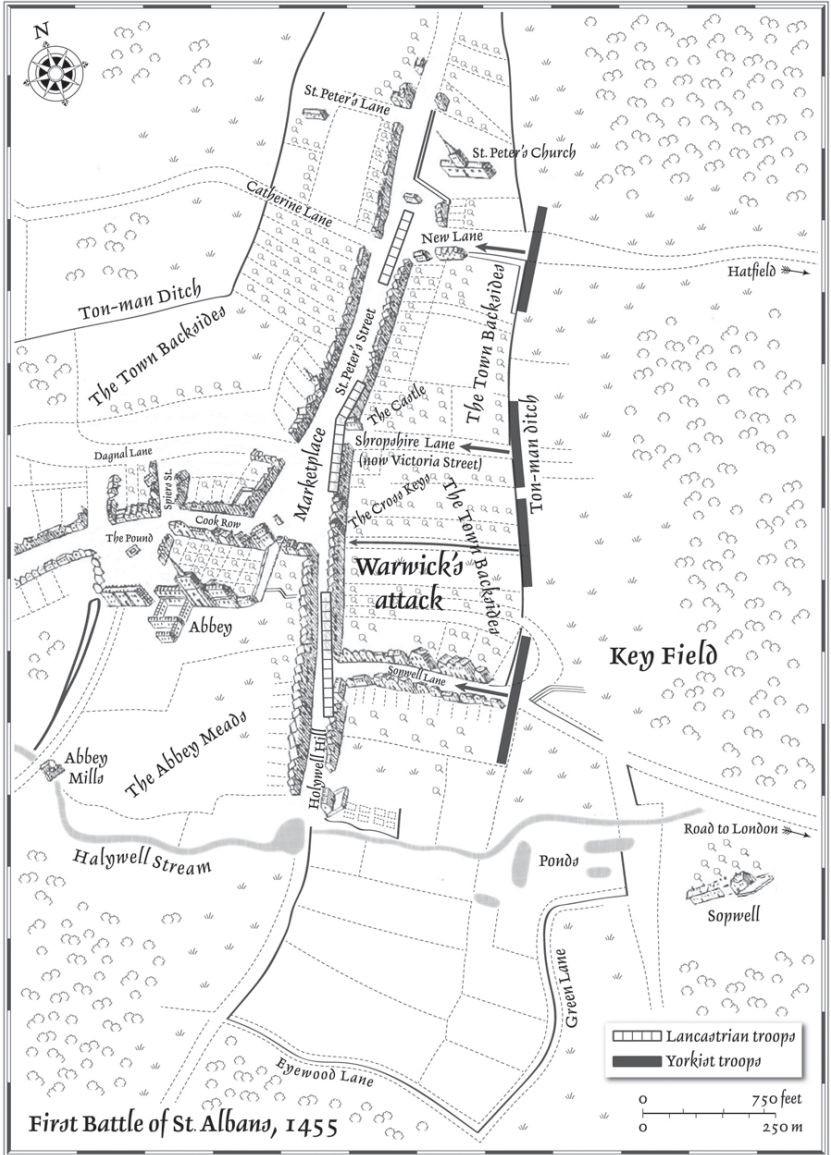 N
St. Peter's Lane
St. Peter's Church
Catherine Lane
New Lane
Hatfield
Ton-man Ditch
The Town Backsides
The Town Backsides
St. Peter's Street
The Castle
Shropshire Lane
(now Victoria Street)
Ton-man ditch
Marketplace
Dagnal Lane
Spiers St.
Cook Row
The Pound
The Cross Keys
The Town Backsides
Warwick's
attack
Abbey
Key Field
Sopwell Lane
The Abbey Meads
Abbey
Mills
Holywell Hill
Halywell Stream
Road to London
Ponds
Sopwell
Green Lane
Eyewood Lane
Lancastrian troops
Yorkist troops
0 750 feet
0 250 m
First Battle of St. Albans, 1455